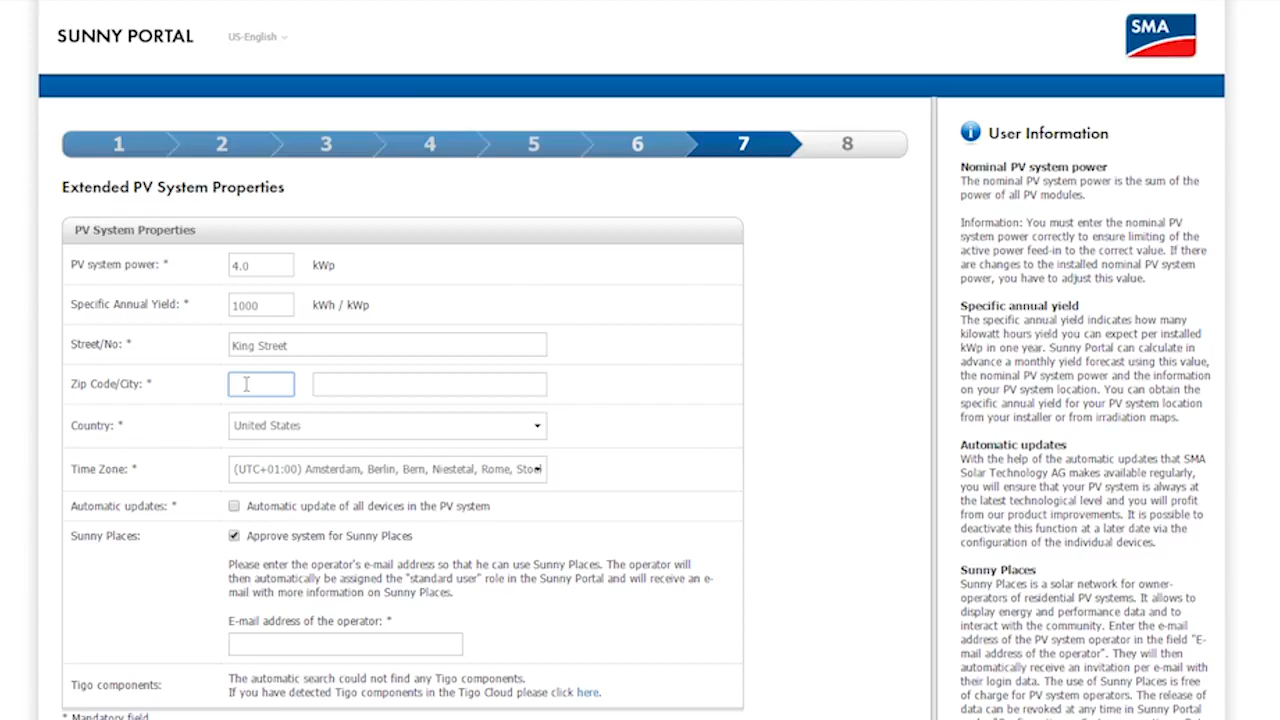 SUNNY PORTAL
US-English
SMA
1 2 3 4 5 6 7 8
Extended PV System Properties
PV System Properties
PV system power: * 4.0 kWp
Specific Annual Yield: * 1000 kWh / kWp
Street/No: * King Street
Zip Code/City: *
Country: * United States
Time Zone: * (UTC+01:00) Amsterdam, Berlin, Bern, Niestetal, Rome,
Automatic updates: * Automatic update of all devices in the PV system
Sunny Places: Approve system for Sunny Places
Please enter the operator's e-mail address so that he can use Sunny Places. The operator will
then automatically be assigned the "standard user" role in the Sunny Portal and will receive an e-
mail with more information on Sunny Places.
E-mail address of the operator: *
Tigo components:
The automatic search could not find any Tigo components.
If you have detected Tigo components in the Tigo Cloud please click here.
* Mandatory field
User Information
Nominal PV system power
The nominal PV system power is the sum of the
power of all PV modules.
Information: You must enter the nominal PV
system power correctly to ensure limiting of the
active power feed-in to the correct value. If there
are changes to the installed nominal PV system
power, you have to adjust this value.
Specific annual yield
The specific annual yield indicates how many
kilowatt hours yield you can expect per installed
kWp in one year. Sunny Portal can calculate in
advance a monthly yield forecast using this value,
the nominal PV system power and the information
on your PV system location. You can obtain the
specific annual yield for your PV system location
from your installer or from irradiation maps.
Automatic updates
With the help of the automatic updates that SMA
Solar Technology AG makes available regularly,
you will ensure that your PV system is always at
the latest technological level and you will profit
from our product improvements. It is possible to
deactivate this function at a later date via the
configuration of the individual devices.
Sunny Places
Sunny Places is a solar network for owner-
operators of residential PV systems. It allows to
display energy and performance data and to
interact with the community. Enter the e-mail
address of the PV system operator in the field "E-
mail address of the operator". They will then
automatically receive an invitation per e-mail with
their login data. The use of Sunny Places is free
of charge for PV system operators. The release of
data can be revoked at any time in Sunny Portal